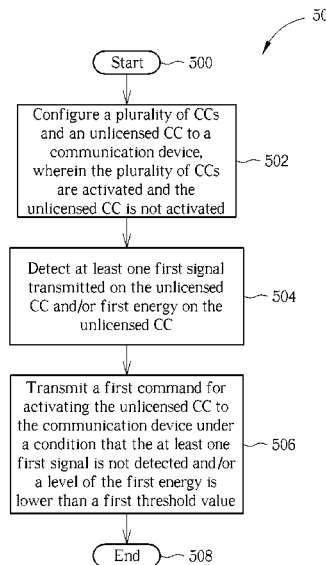 Start
500
Configure a plurality of CCs
and an unlicensed CC to a
communication device,
wherein the plurality of CCs
are activated and the
unlicensed CC is not activated
502
Detect at least one first signal
transmitted on the unlicensed
CC and/or first energy on the
unlicensed CC
504
Transmit a first command for
activating the unlicensed CC to
the communication device under
a condition that the at least one
first signal is not detected and/or
a level of the first energy is
lower than a first threshold value
506
End
508